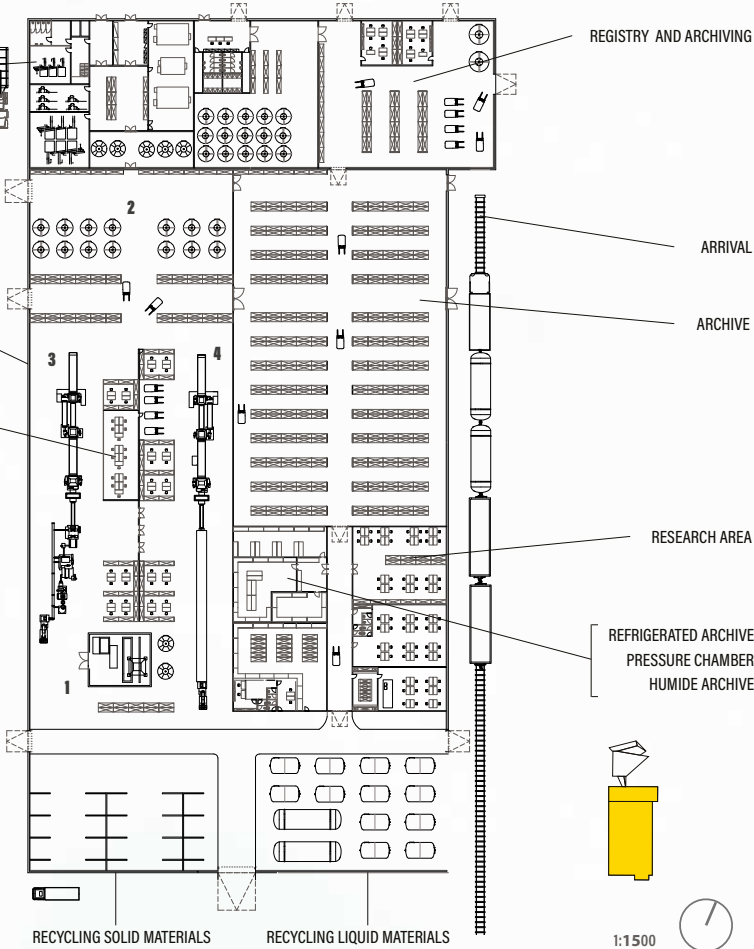 REGISTRY AND ARCHIVING
2
ARRIVAL
ARCHIVE
3
4
RESEARCH AREA
REFRIGERATED ARCHIVE
PRESSURE CHAMBER
HUMIDE ARCHIVE
1
RECYCLING SOLID MATERIALS
RECYCLING LIQUID MATERIALS
1:1500